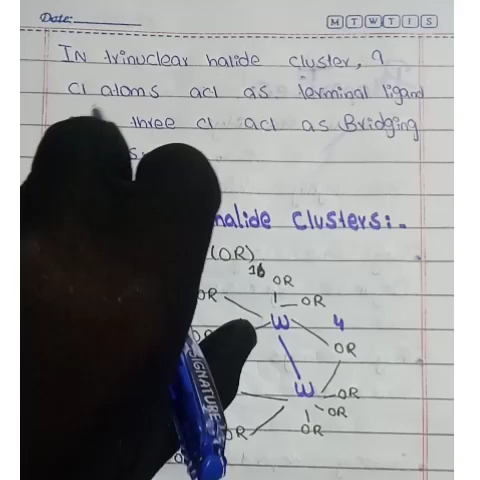 Date:
M T W T F S
IN trinuclear halide cluster, 9
Cl atoms act as terminal ligand
three cl act as Bridging
s.
halide clusters:-
(OR)16
OR
OR OR
W 4
OR
W OR
OR
OR OR
SIGNATURE